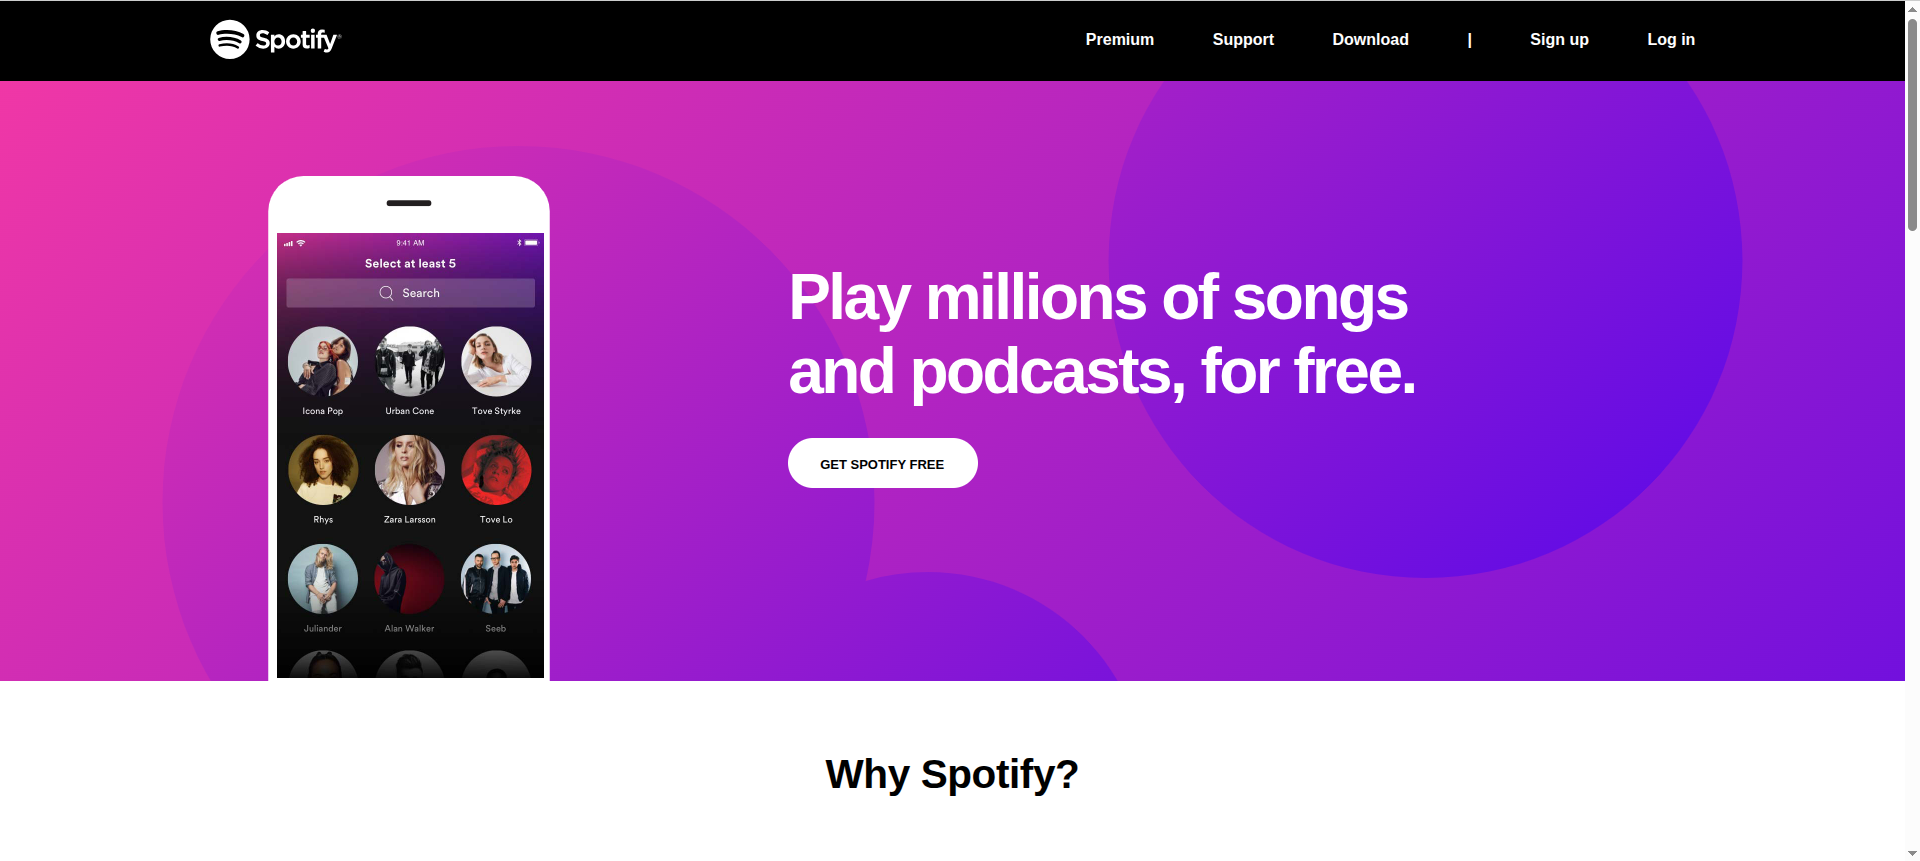 Spotify®
Premium Support Download | Sign up Log in
9:41 AM
Select at least 5
Search
Icona Pop Urban Cone Tove Styrke
Rhys Zara Larsson Tove Lo
Juliander Alan Walker Seeb
Play millions of songs
and podcasts, for free.
GET SPOTIFY FREE
Why Spotify?